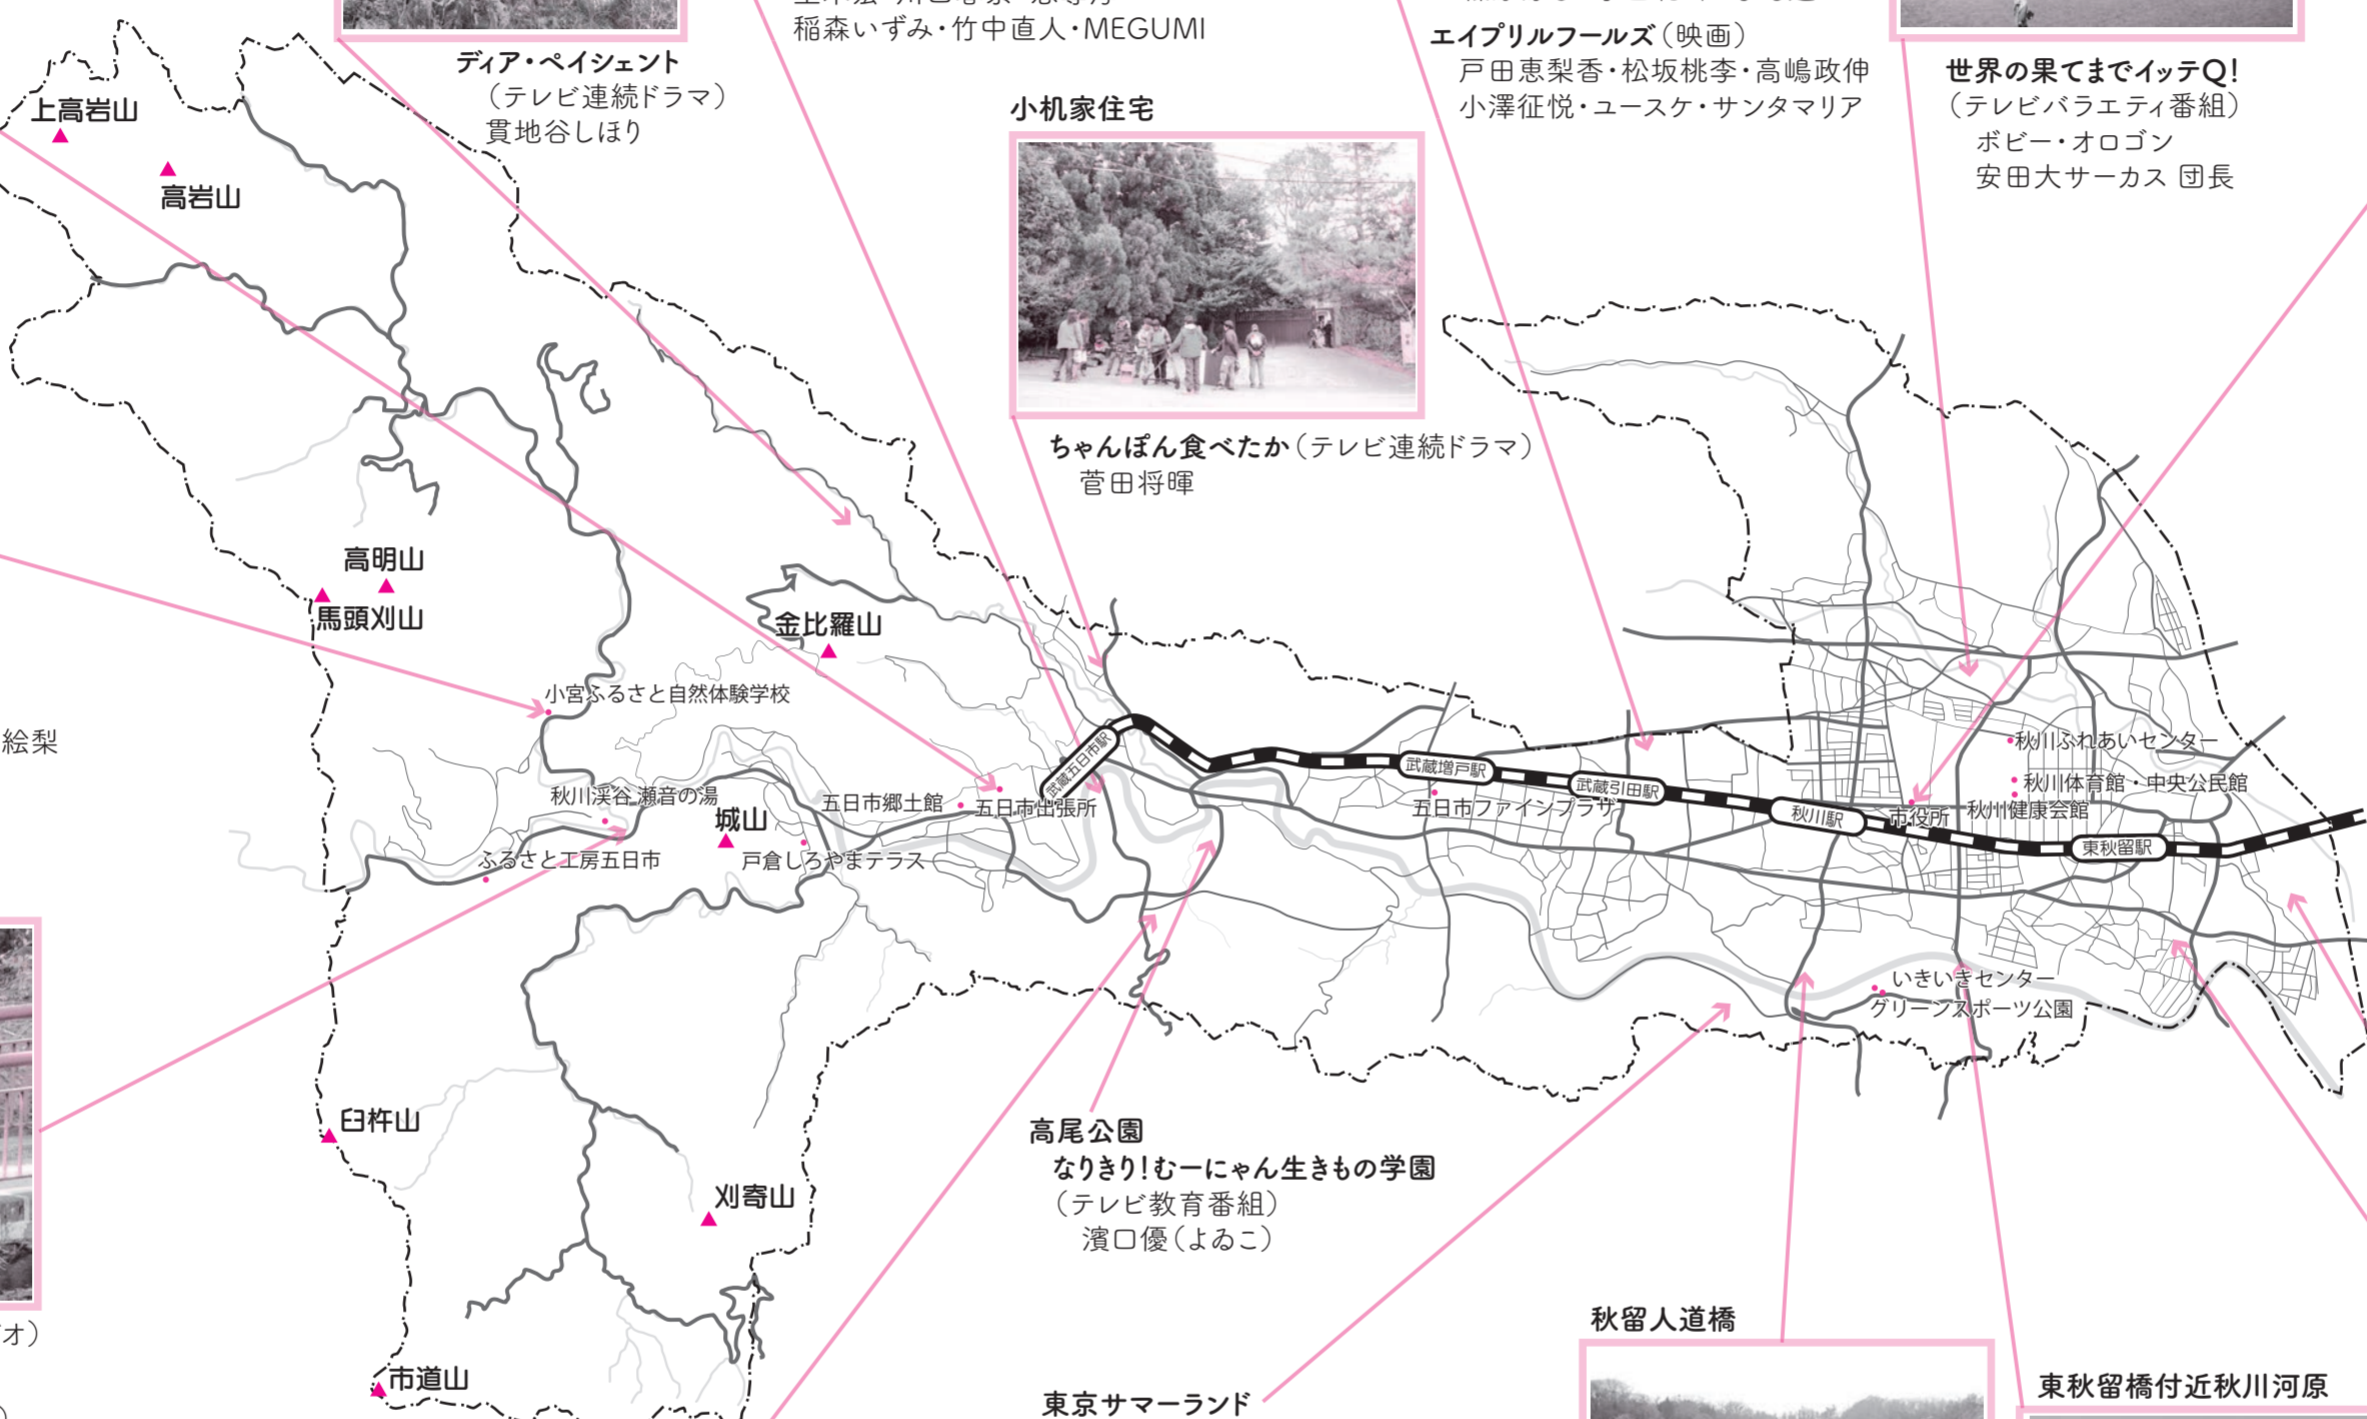 稲森いずみ・竹中直人・MEGUMI
ディア・ペイシェント
（テレビ連続ドラマ）
貫地谷しほり
エイプリルフールズ（映画）
戸田恵梨香・松坂桃李・高嶋政伸
小澤征悦・ユースケ・サンタマリア
世界の果てまでイッテQ!
（テレビバラエティ番組）
ボビー・オロゴン
安田大サーカス 団長
小机家住宅
ちゃんぽん食べたか（テレビ連続ドラマ）
菅田将暉
上高岩山
高岩山
高明山
馬頭刈山
金比羅山
小宮ふるさと自然体験学校
絵梨
秋川渓谷 瀬音の湯
城山
五日市郷土館
五日市出張所
ふるさと工房五日市
戸倉しろやまテラス
武蔵五日市駅
武蔵増戸駅
五日市ファインプラザ
武蔵引田駅
秋川駅
市役所
秋川ふれあいセンター
秋川体育館・中央公民館
秋川健康会館
東秋留駅
いきいきセンター
グリーンスポーツ公園
臼杵山
刈寄山
市道山
オ）
高尾公園
なりきり!むーにゃん生きもの学園
（テレビ教育番組）
濱口優（よゐこ）
東京サマーランド
秋留人道橋
東秋留橋付近秋川河原